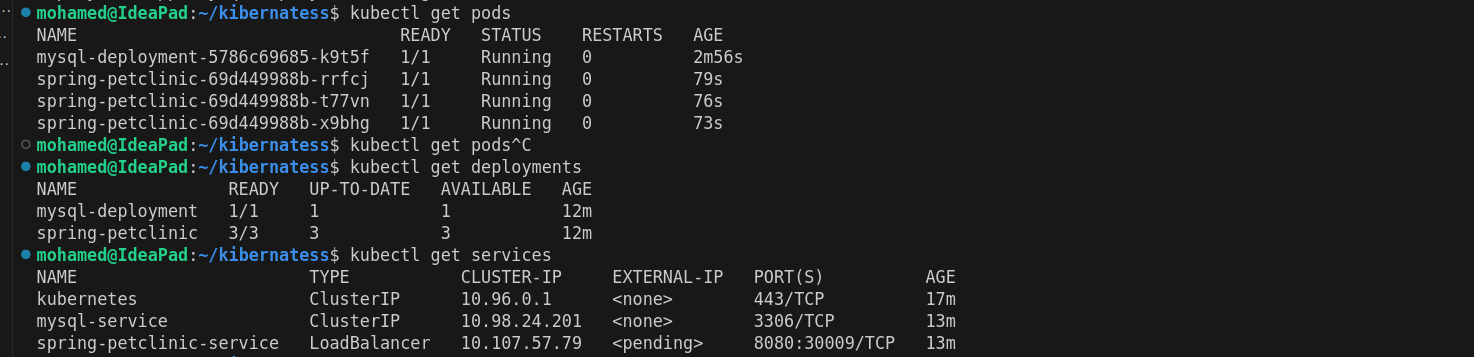 mohamed@IdeaPad:~/kibernatess$ kubectl get pods
NAME READY STATUS RESTARTS AGE
mysql-deployment-5786c69685-k9t5f 1/1 Running 0 2m56s
spring-petclinic-69d449988b-rrfcj 1/1 Running 0 79s
spring-petclinic-69d449988b-t77vn 1/1 Running 0 76s
spring-petclinic-69d449988b-x9bhg 1/1 Running 0 73s
mohamed@IdeaPad:~/kibernatess$ kubectl get pods^C
mohamed@IdeaPad:~/kibernatess$ kubectl get deployments
NAME READY UP-TO-DATE AVAILABLE AGE
mysql-deployment 1/1 1 1 12m
spring-petclinic 3/3 3 3 12m
mohamed@IdeaPad:~/kibernatess$ kubectl get services
NAME TYPE CLUSTER-IP EXTERNAL-IP PORT(S) AGE
kubernetes ClusterIP 10.96.0.1 <none> 443/TCP 17m
mysql-service ClusterIP 10.98.24.201 <none> 3306/TCP 13m
spring-petclinic-service LoadBalancer 10.107.57.79 <pending> 8080:30009/TCP 13m